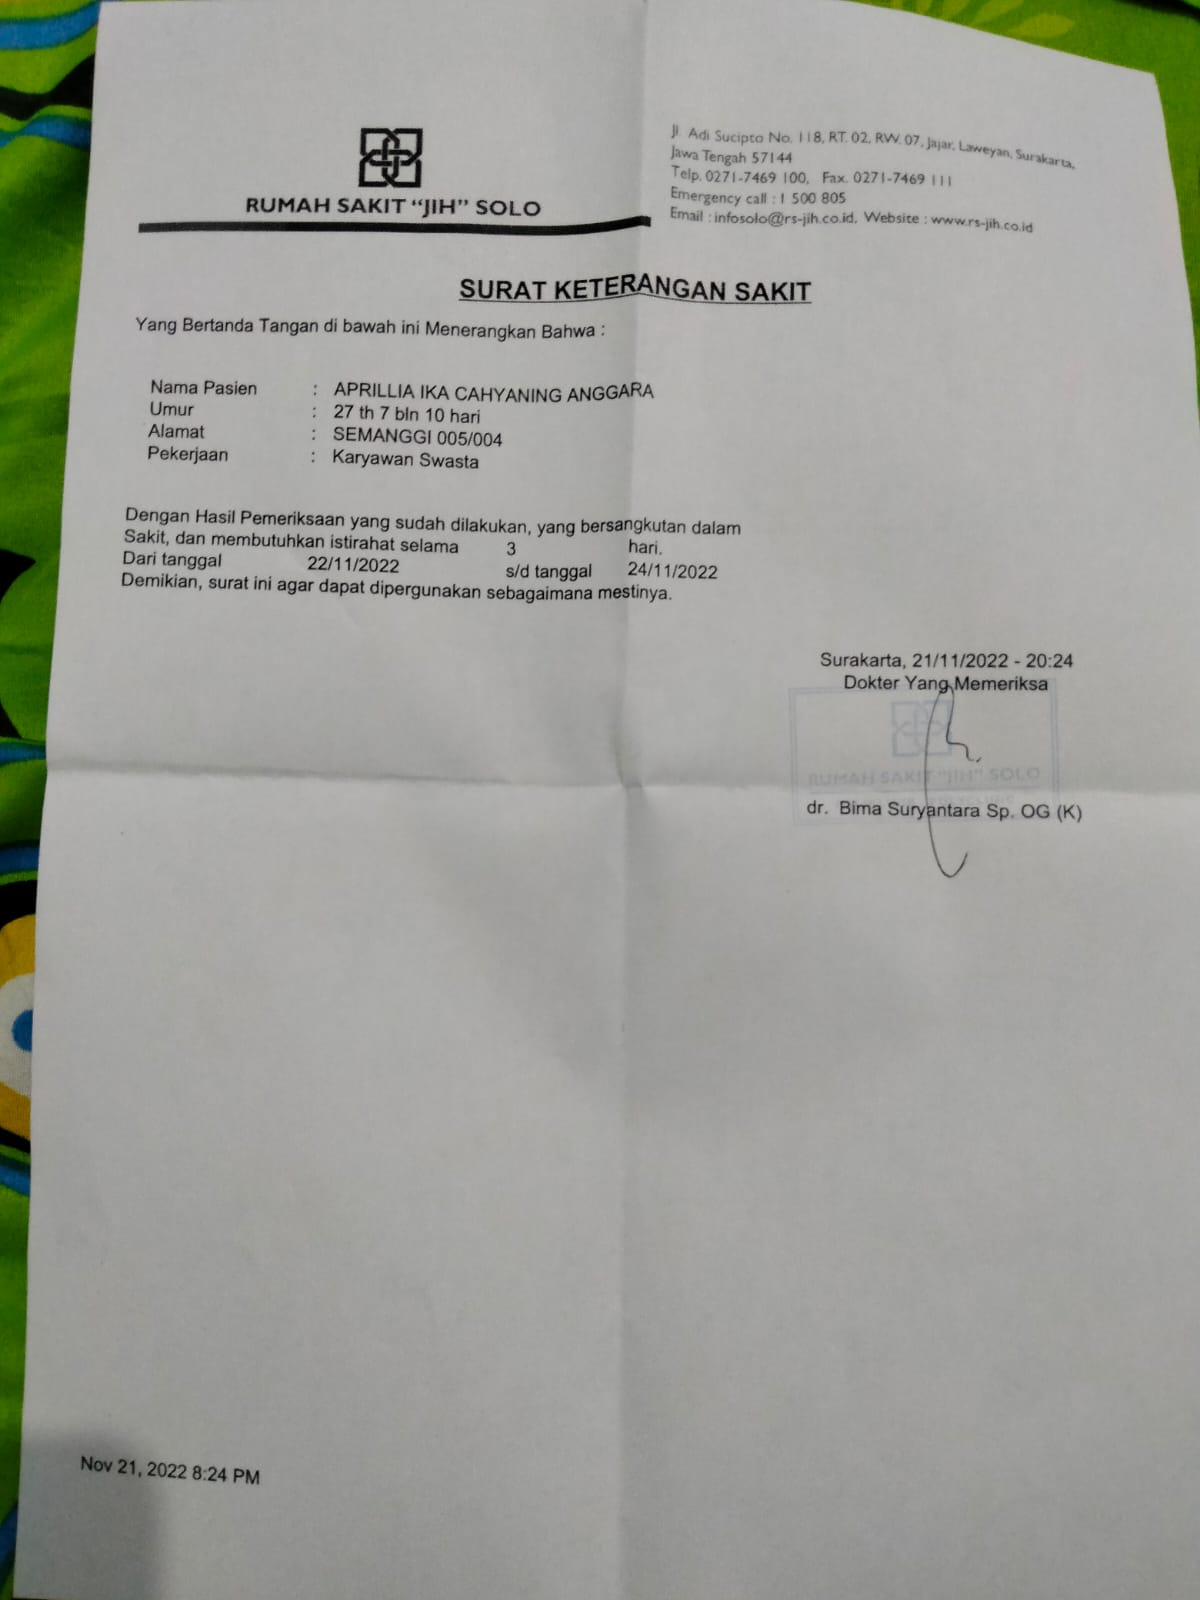 RUMAH SAKIT “JIH” SOLO
Jl. Adi Sucipto No. 118, RT. 02, RW. 07, Jajar, Laweyan, Surakarta,
Jawa Tengah 57144
Telp. 0271-7469 100, Fax. 0271-7469 111
Emergency call : 1 500 805
Email : infosolo@rs-jih.co.id, Website : www.rs-jih.co.id
SURAT KETERANGAN SAKIT
Yang Bertanda Tangan di bawah ini Menerangkan Bahwa :
Nama Pasien : APRILLIA IKA CAHYANING ANGGARA
Umur : 27 th 7 bln 10 hari
Alamat : SEMANGGI 005/004
Pekerjaan : Karyawan Swasta
Dengan Hasil Pemeriksaan yang sudah dilakukan, yang bersangkutan dalam
Sakit, dan membutuhkan istirahat selama 3 hari.
Dari tanggal 22/11/2022 s/d tanggal 24/11/2022
Demikian, surat ini agar dapat dipergunakan sebagaimana mestinya.
Surakarta, 21/11/2022 - 20:24
Dokter Yang Memeriksa
RUMAH SAKIT "JIH" SOLO
dr. Bima Suryantara Sp. OG (K)
Nov 21, 2022 8:24 PM